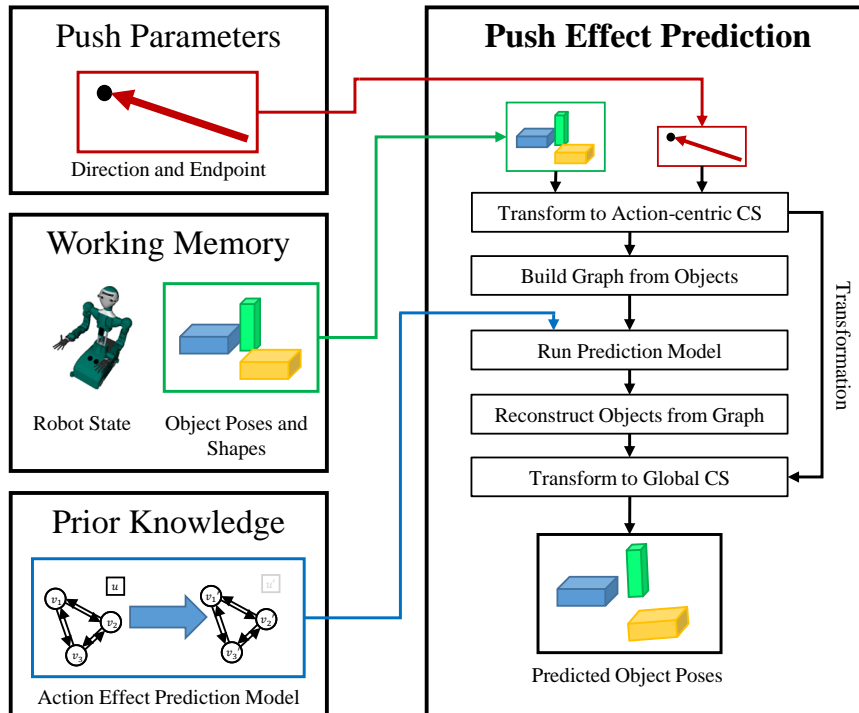 Push Parameters
Direction and Endpoint
Working Memory
Robot State
Object Poses and
Shapes
Prior Knowledge
v₁
u
v₂
v₃
v₁'
u'
v₂'
v₃
Action Effect Prediction Model
Push Effect Prediction
Transform to Action-centric CS
Build Graph from Objects
Run Prediction Model
Reconstruct Objects from Graph
Transform to Global CS
Transformation
Predicted Object Poses